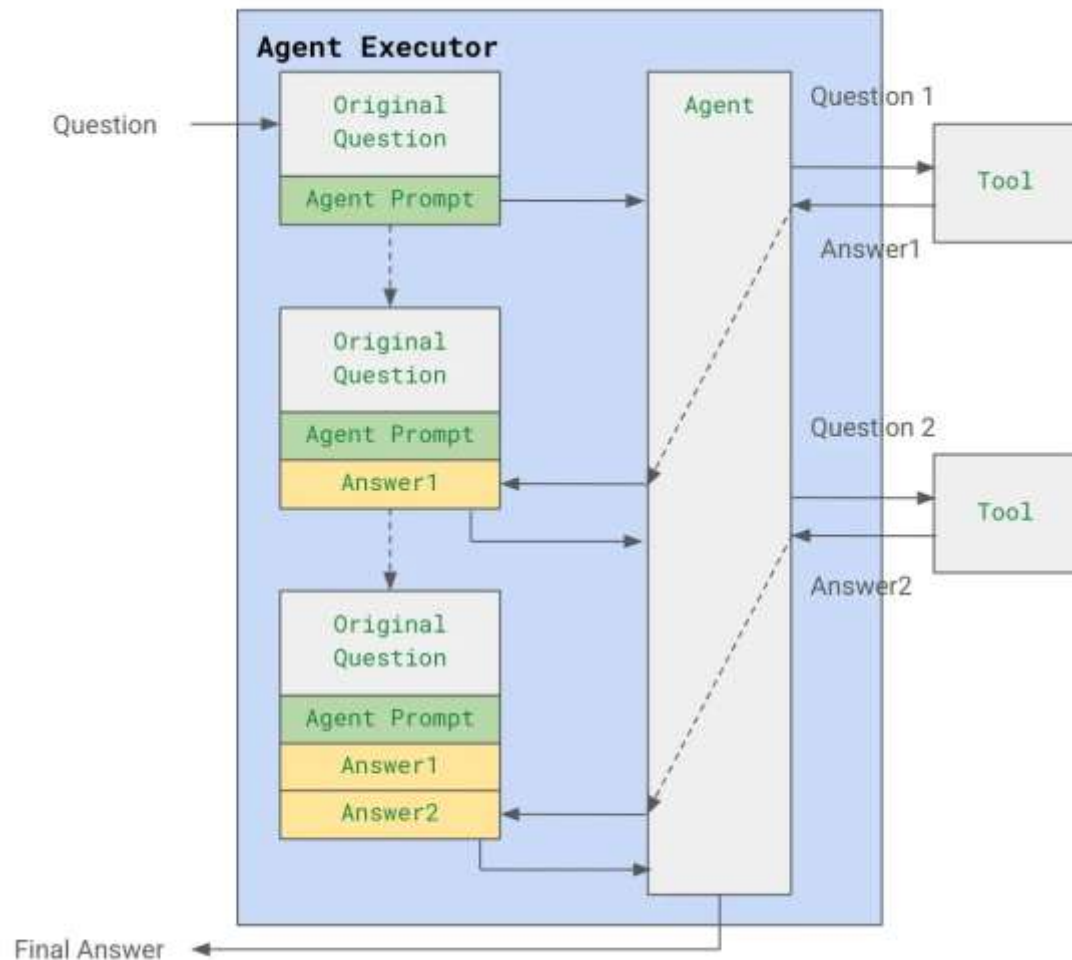 Agent Executor
Question
Original
Question
Agent Prompt
Agent
Question 1
Tool
Answer1
Original
Question
Agent Prompt
Answer1
Question 2
Tool
Answer2
Original
Question
Agent Prompt
Answer1
Answer2
Final Answer